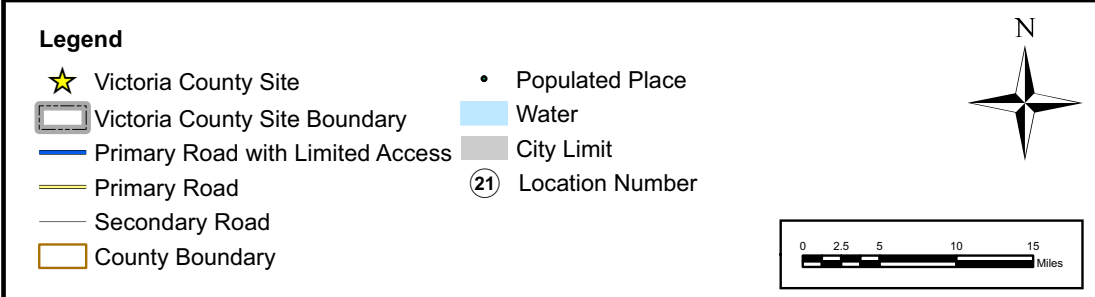 Legend
Victoria County Site
Victoria County Site Boundary
Primary Road with Limited Access
Primary Road
Secondary Road
County Boundary
Populated Place
Water
City Limit
21 Location Number
N
0 2.5 5 10 15
Miles